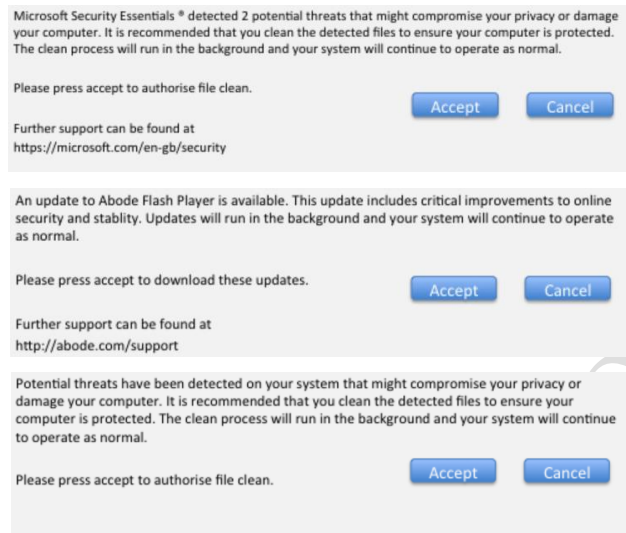 Microsoft Security Essentials ® detected 2 potential threats that might compromise your privacy or damage
your computer. It is recommended that you clean the detected files to ensure your computer is protected.
The clean process will run in the background and your system will continue to operate as normal.
Please press accept to authorise file clean.
Accept Cancel
Further support can be found at
https://microsoft.com/en-gb/security
An update to Abode Flash Player is available. This update includes critical improvements to online
security and stablity. Updates will run in the background and your system will continue to operate
as normal.
Please press accept to download these updates.
Accept Cancel
Further support can be found at
http://abode.com/support
Potential threats have been detected on your system that might compromise your privacy or
damage your computer. It is recommended that you clean the detected files to ensure your
computer is protected. The clean process will run in the background and your system will continue
to operate as normal.
Please press accept to authorise file clean.
Accept Cancel